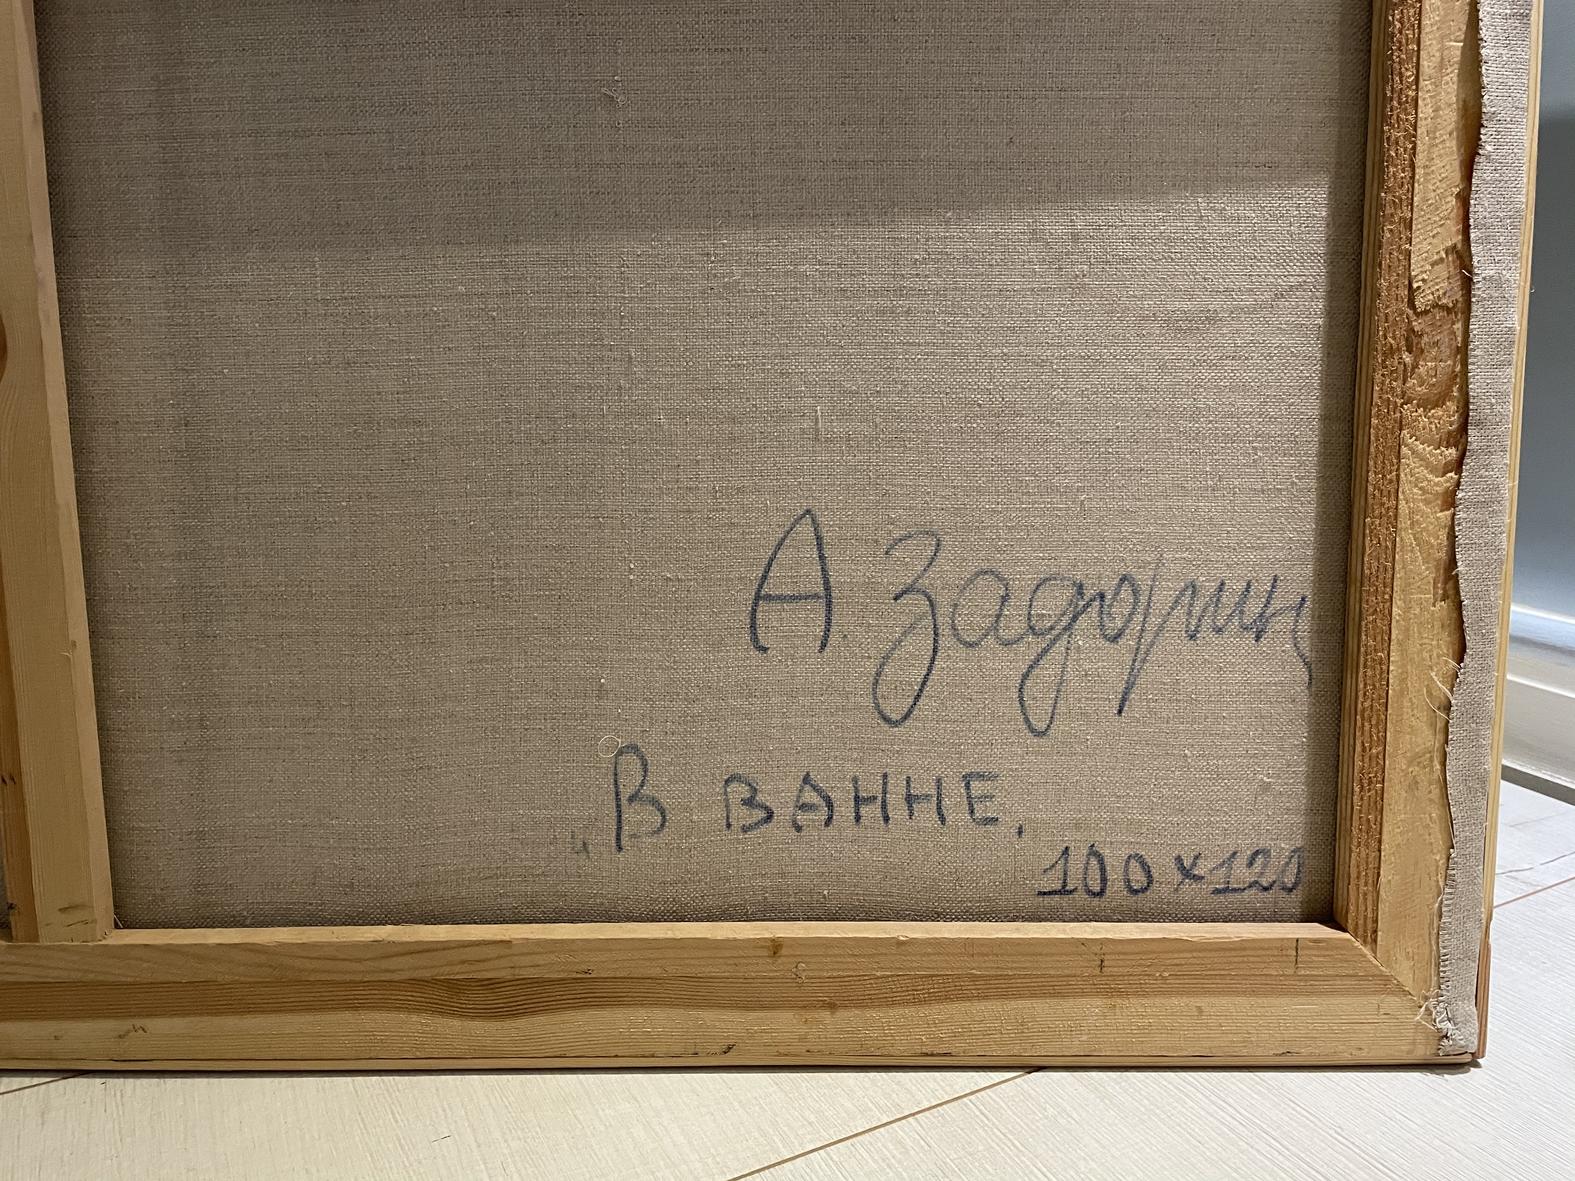 А. Задорин
„В ВАННЕ.
100×120